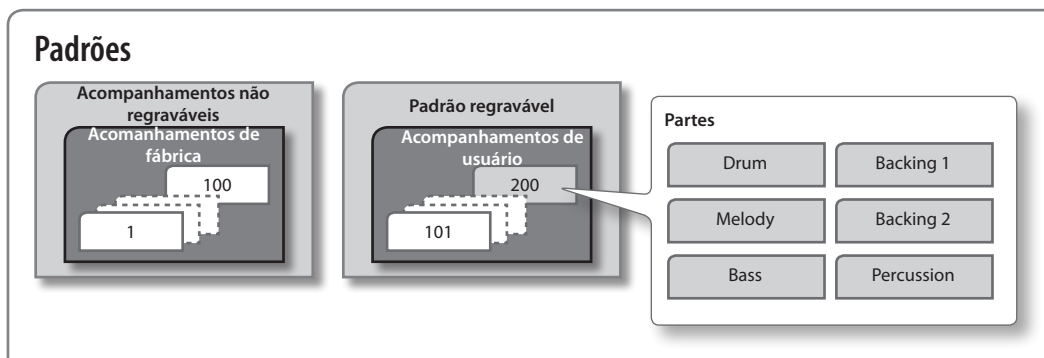 Padrões
Acompanhamentos não
regraváveis
Acomanhamentos de
fábrica
100
1
Padrão regravável
Acompanhamentos de
usuário
200
101
Partes
Drum
Backing 1
Melody
Backing 2
Bass
Percussion